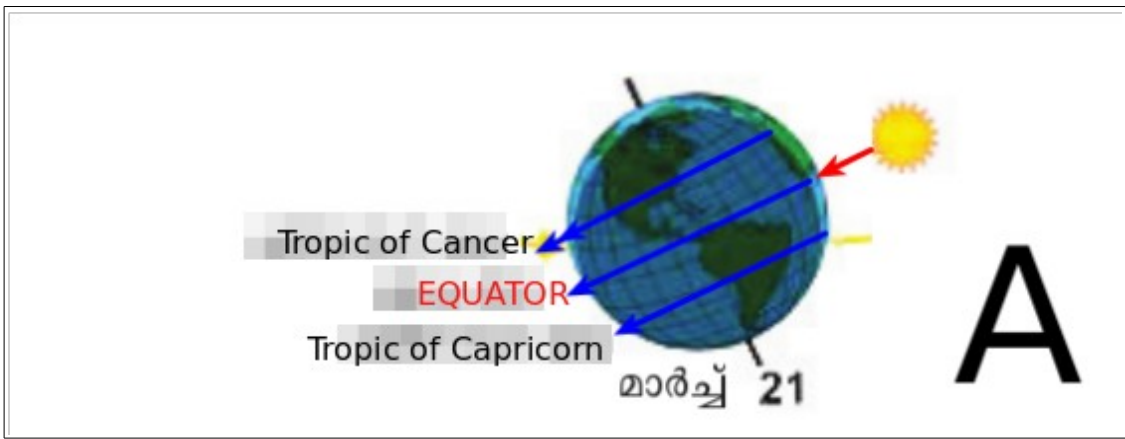 Tropic of Cancer
EQUATOR
Tropic of Capricorn
മാർച്ച് 21
A